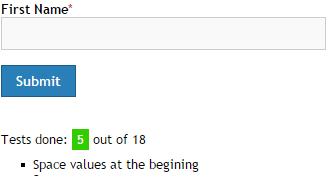 First Name*
Submit
Tests done: 5 out of 18
Space values at the begining